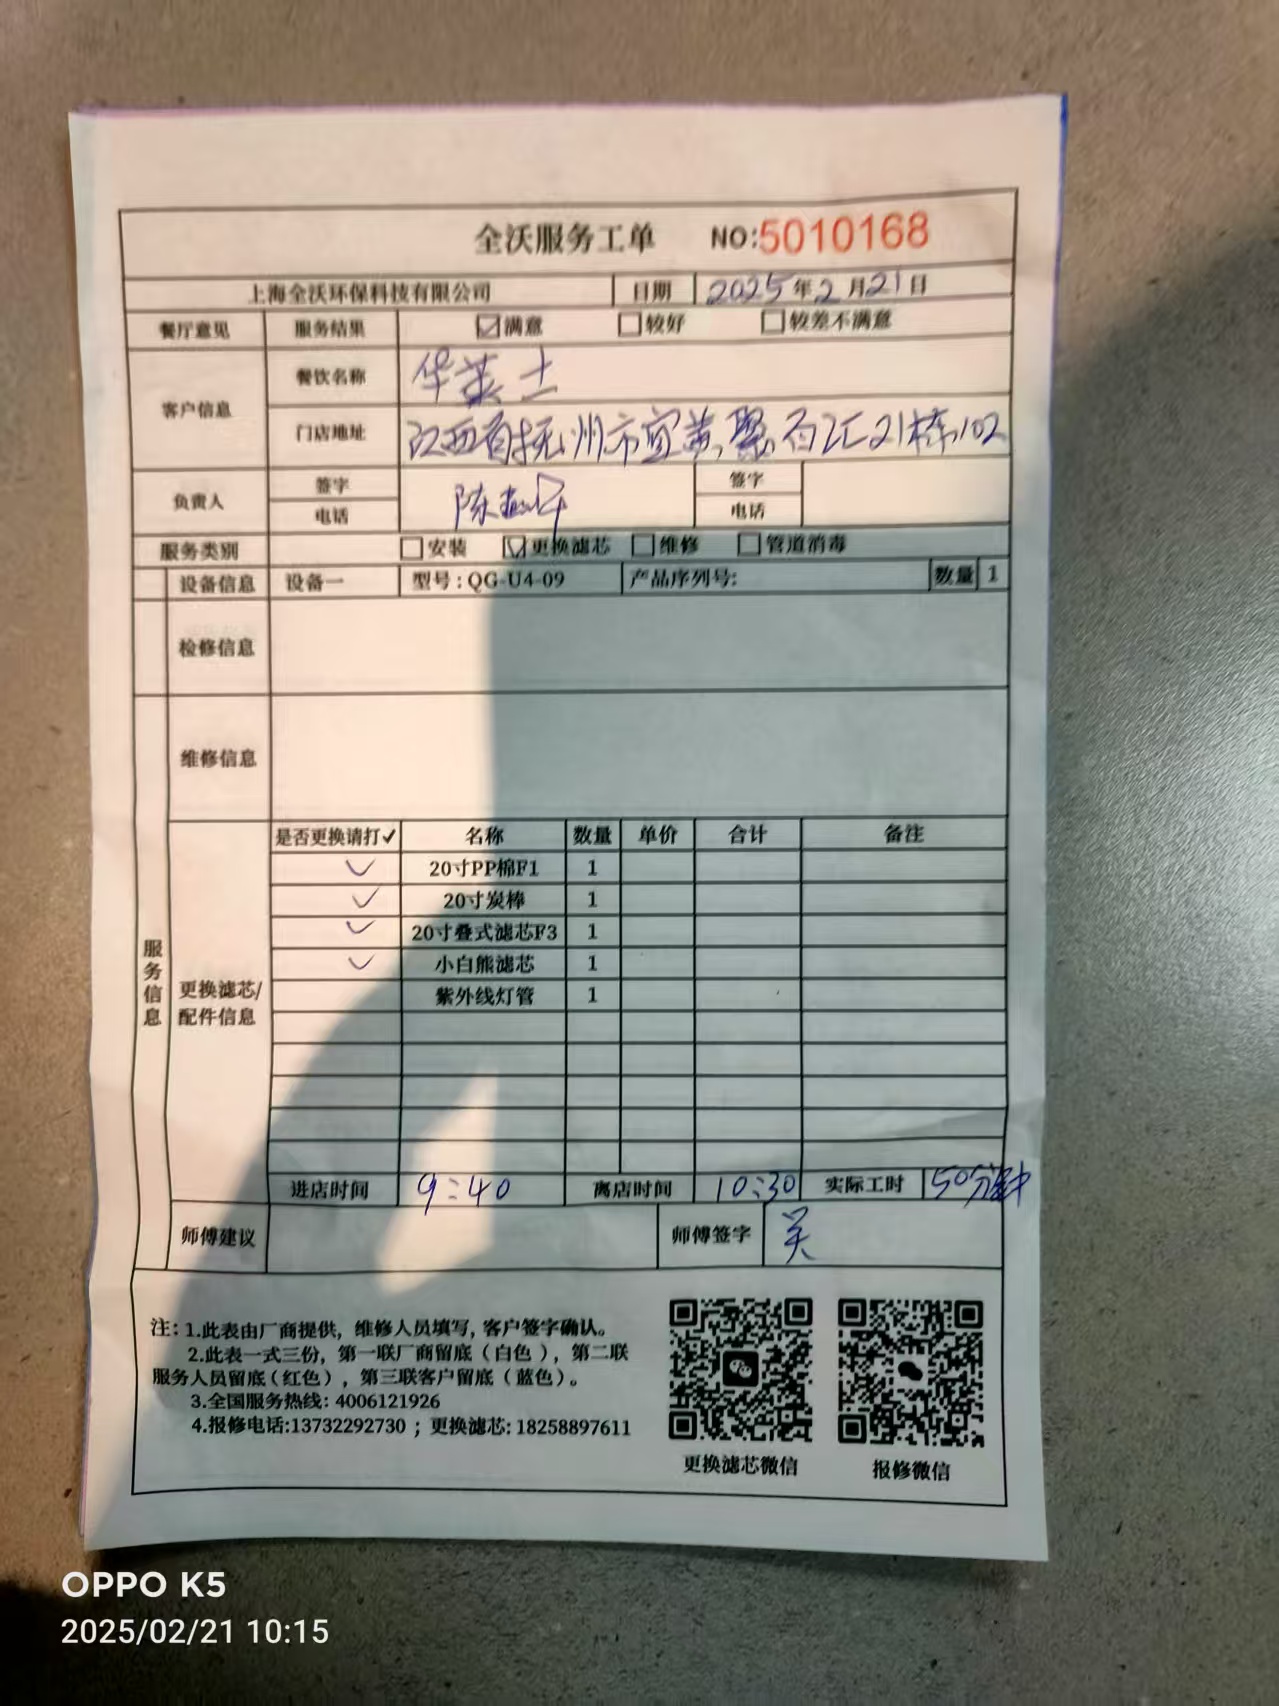 全沃服务工单 NO:5010168
上海全沃环保科技有限公司 日期 2025年2月21日
餐厅意见 服务结果 ☑满意 □较好 □较差不满意
客户信息 餐饮名称 华莱士
门店地址 江西省抚州市宜黄聚百汇21栋102
负责人 签字 陈 签字
电话 电话
服务类别 □安装 ☑更换滤芯 □维修 □管道消毒
设备信息 设备一 型号:QG-U4-09 产品序列号: 数量 1
检修信息
维修信息
服务信息
更换滤芯/配件信息
是否更换请打✓ 名称 数量 单价 合计 备注
✓ 20寸PP棉F1 1
✓ 20寸炭棒 1
✓ 20寸叠式滤芯F3 1
✓ 小白熊滤芯 1
紫外线灯管 1
进店时间 9:40 离店时间 10:30 实际工时 50分钟
师傅建议 师傅签字 关
注: 1.此表由厂商提供, 维修人员填写, 客户签字确认。
2.此表一式三份, 第一联厂商留底(白色), 第二联
服务人员留底(红色), 第三联客户留底(蓝色)。
3.全国服务热线: 4006121926
4.报修电话:13732292730 ; 更换滤芯: 18258897611
更换滤芯微信 报修微信
OPPO K5
2025/02/21 10:15